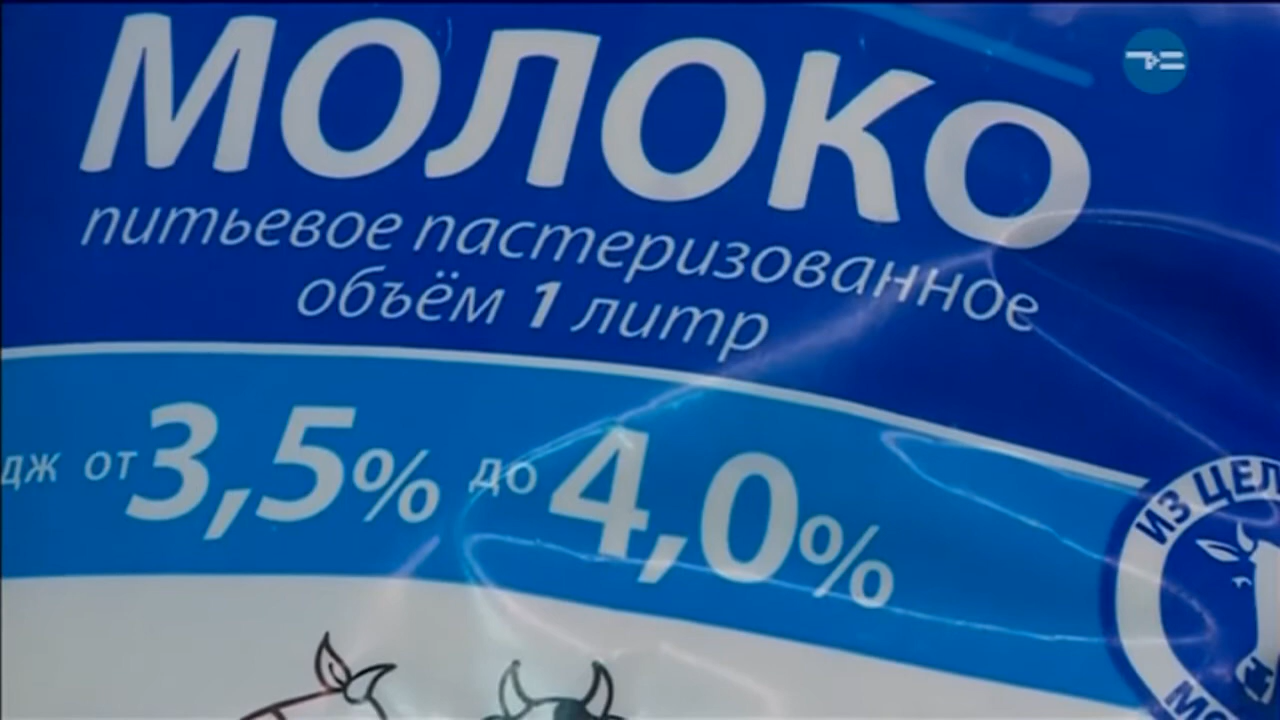 МОЛОКО
питьевое пастеризованное
объём 1 литр
дж от 3,5% до 4,0%
ИЗ ЦЕЛ
МО